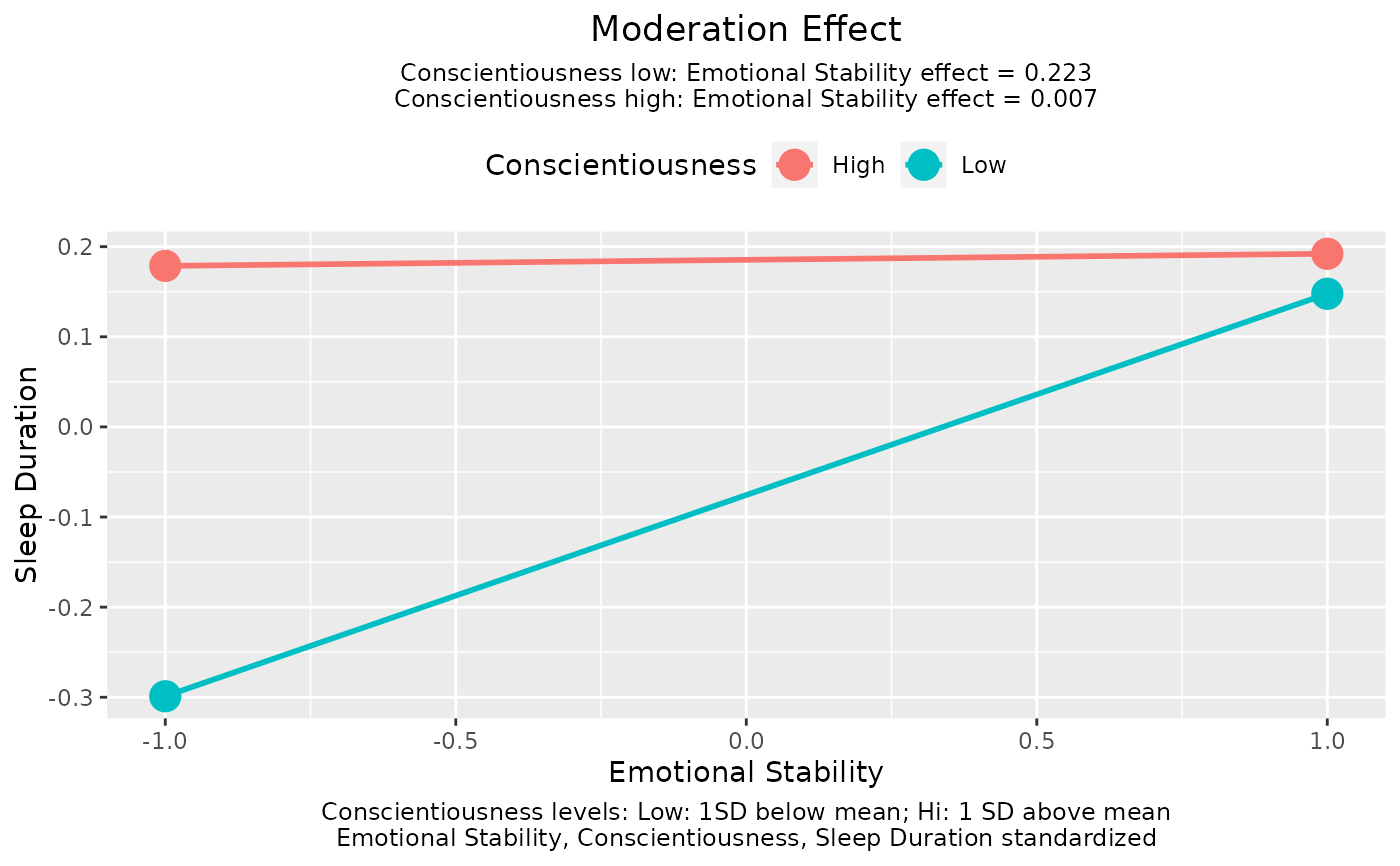 Moderation Effect
Conscientiousness low: Emotional Stability effect = 0.223
Conscientiousness high: Emotional Stability effect = 0.007
Conscientiousness High Low
0.2
0.1
0.0
-0.1
-0.2
-0.3
Sleep Duration
-1.0 -0.5 0.0 0.5 1.0
Emotional Stability
Conscientiousness levels: Low: 1SD below mean; Hi: 1 SD above mean
Emotional Stability, Conscientiousness, Sleep Duration standardized